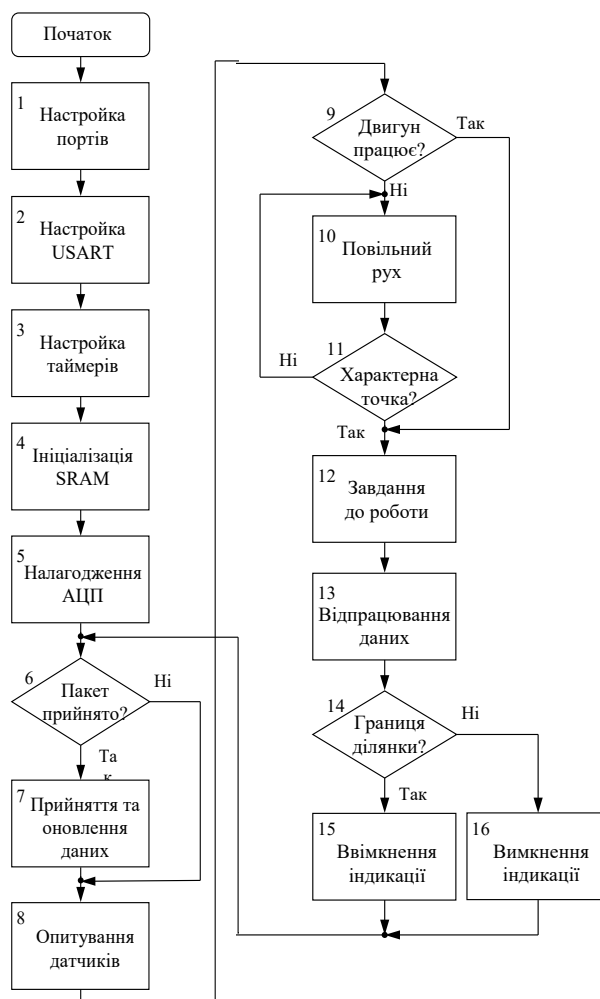 Початок
1
Настройка
портів
2
Настройка
USART
3
Настройка
таймерів
4
Ініціалізація
SRAM
5
Налагодження
АЦП
6
Пакет
прийнято?
Ні
Та
к
7
Прийняття та
оновлення
даних
8
Опитування
датчиків
9
Двигун
працює?
Так
Ні
10
Повільний
рух
11
Ні
Характерна
точка?
Так
12
Завдання
до роботи
13
Відпрацювання
даних
14
Границя
ділянки?
Ні
Так
15
Ввімкнення
індикації
16
Вимкнення
індикації